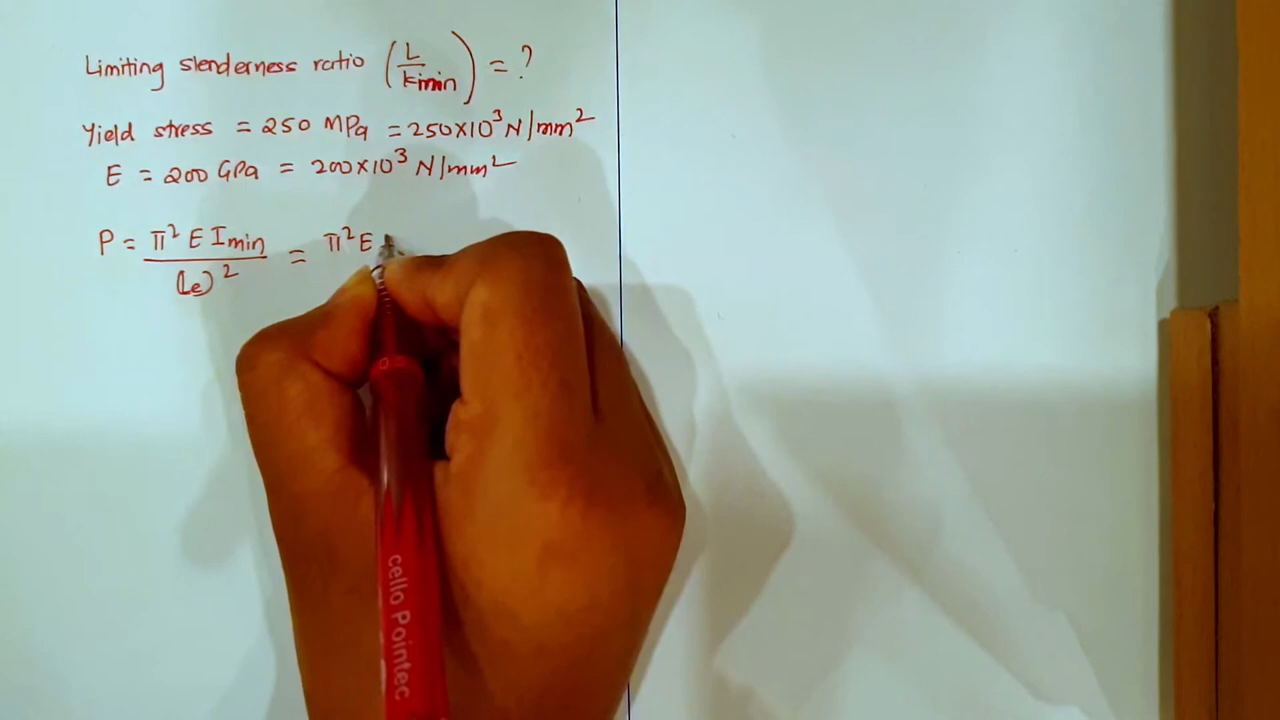 Limiting slenderness ratio (L/kmin) = ?
Yield stress = 250 MPa = 250×10³ N/mm²
E = 200 GPa = 200×10³ N/mm²
P = π² E Imin / (Le)² = π² E
cello Pointec